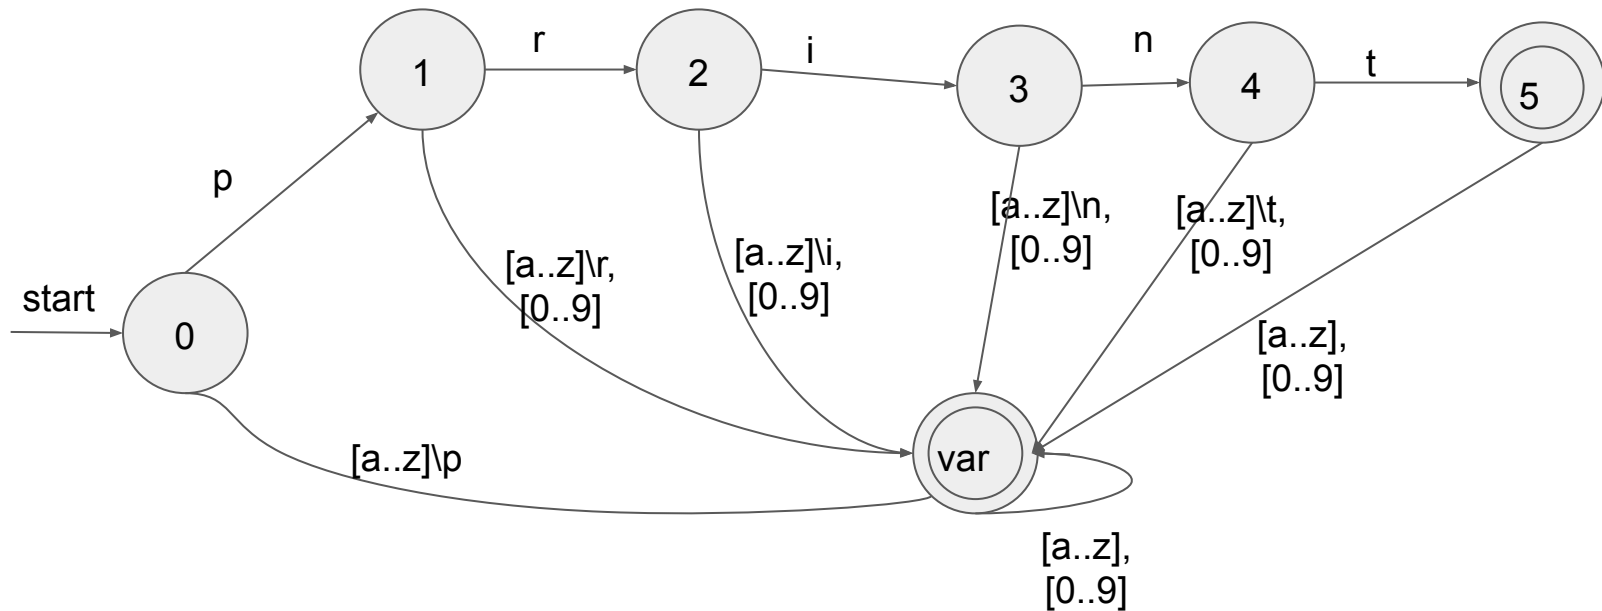 r
i
n
t
1
2
3
4
5
p
[a..z]\n,
[0..9]
[a..z]\t,
[0..9]
[a..z]\r,
[0..9]
[a..z]\i,
[0..9]
start
0
[a..z],
[0..9]
[a..z]\p
var
[a..z],
[0..9]